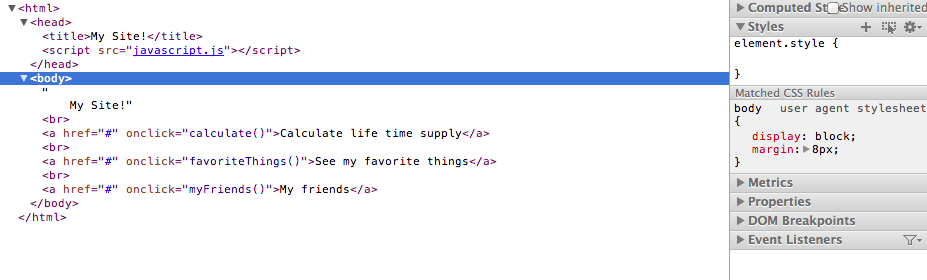 ▼<html>
▼<head>
<title>My Site!</title>
<script src="javascript.js"></script>
</head>
▼<body>
"
My Site!"
<br>
<a href="#" onclick="calculate()">Calculate life time supply</a>
<br>
<a href="#" onclick="favoriteThings()">See my favorite things</a>
<br>
<a href="#" onclick="myFriends()">My friends</a>
</body>
</html>
▶ Computed Style Show inherited
▼ Styles
element.style {
}
Matched CSS Rules
body user agent stylesheet
{
display: block;
margin:▶8px;
}
▶ Metrics
▶ Properties
▶ DOM Breakpoints
▶ Event Listeners